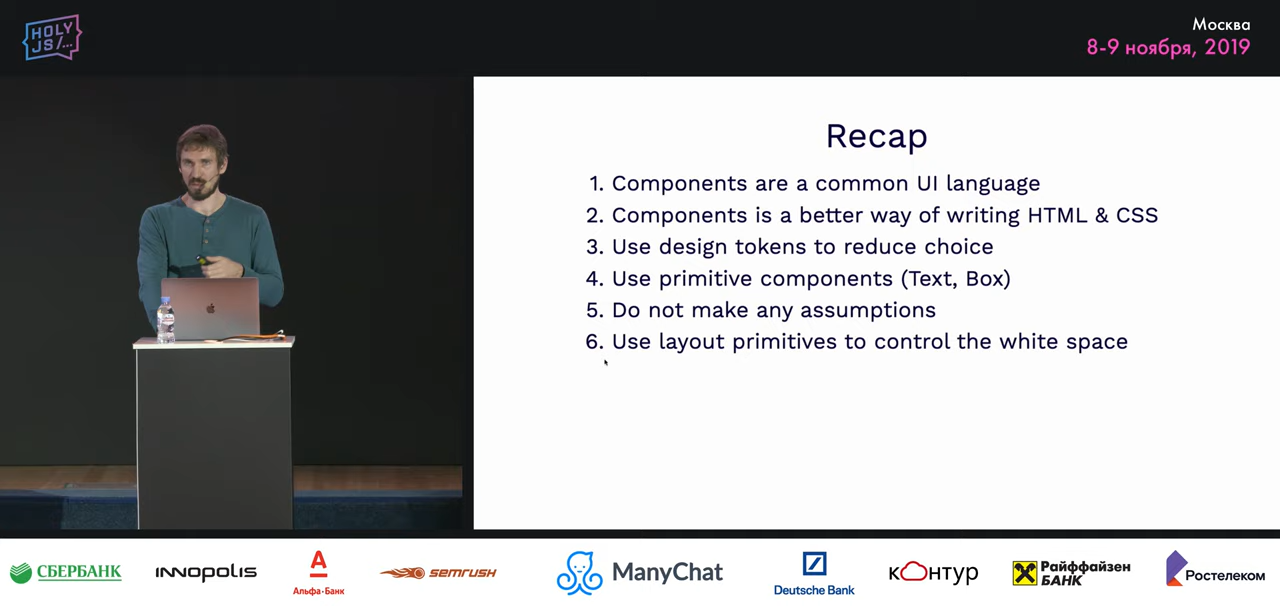 HOLY
JS/...
Москва
8-9 ноября, 2019
Recap
1. Components are a common UI language
2. Components is a better way of writing HTML & CSS
3. Use design tokens to reduce choice
4. Use primitive components (Text, Box)
5. Do not make any assumptions
6. Use layout primitives to control the white space
СБЕРБАНК
INNOPOLIS
А
Альфа·Банк
semrush
ManyChat
Deutsche Bank
кОнтур
Райффайзен
БАНК
Ростелеком